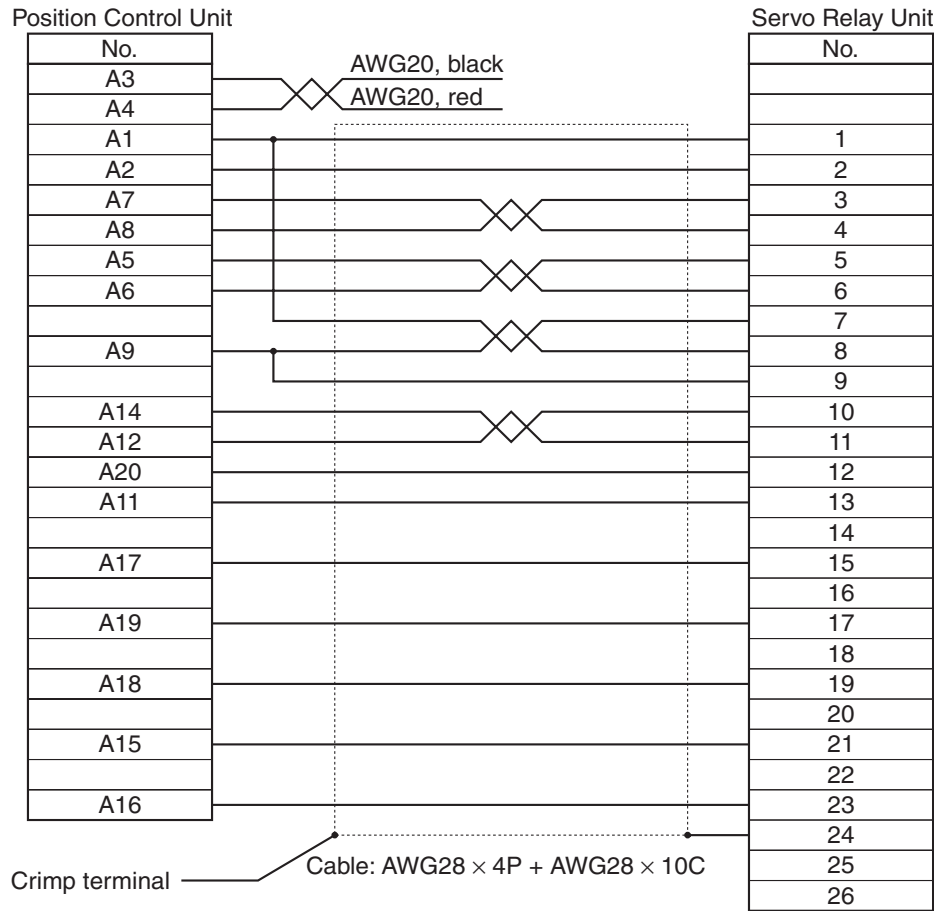 Position Control Unit
Servo Relay Unit
No.
No.
A3
AWG20, black
A4
AWG20, red
A1
1
A2
2
A7
3
A8
4
A5
5
A6
6
7
A9
8
9
A14
10
A12
11
A20
12
A11
13
14
A17
15
16
A19
17
18
A18
19
20
A15
21
22
A16
23
24
Crimp terminal
Cable: AWG28 × 4P + AWG28 × 10C
25
26